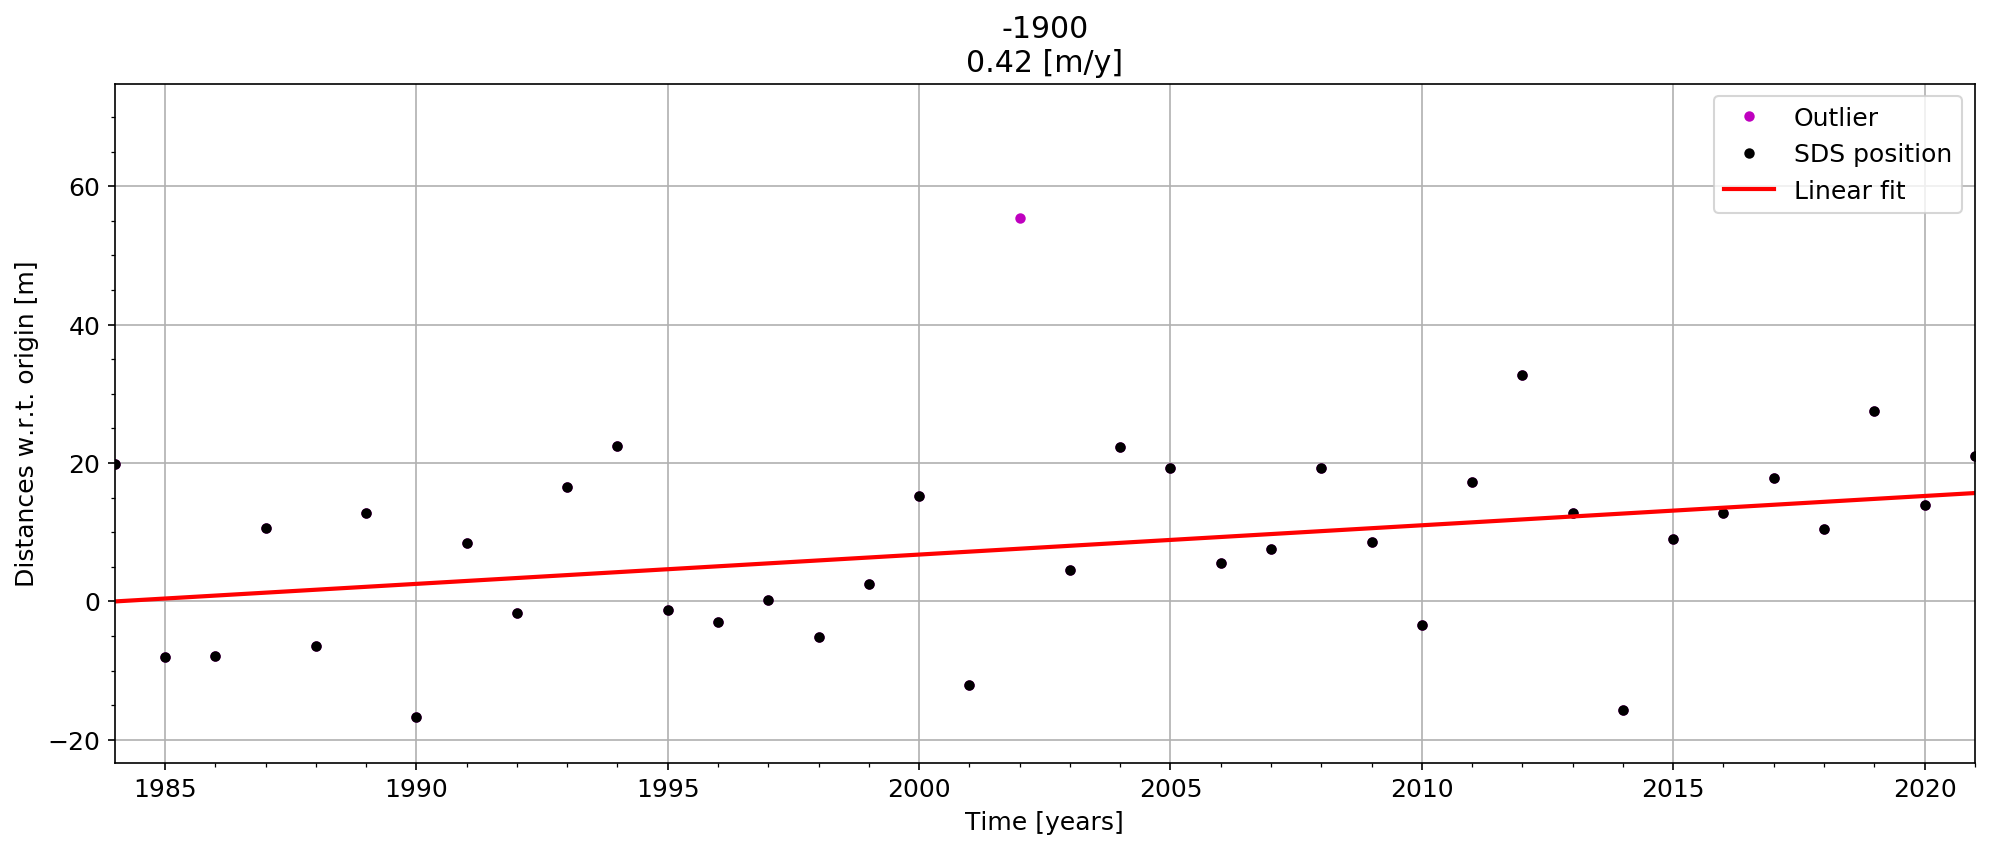 -1900
0.42 [m/y]
Outlier
SDS position
Linear fit
Distances w.r.t. origin [m]
60
40
20
0
−20
1985 1990 1995 2000 2005 2010 2015 2020
Time [years]